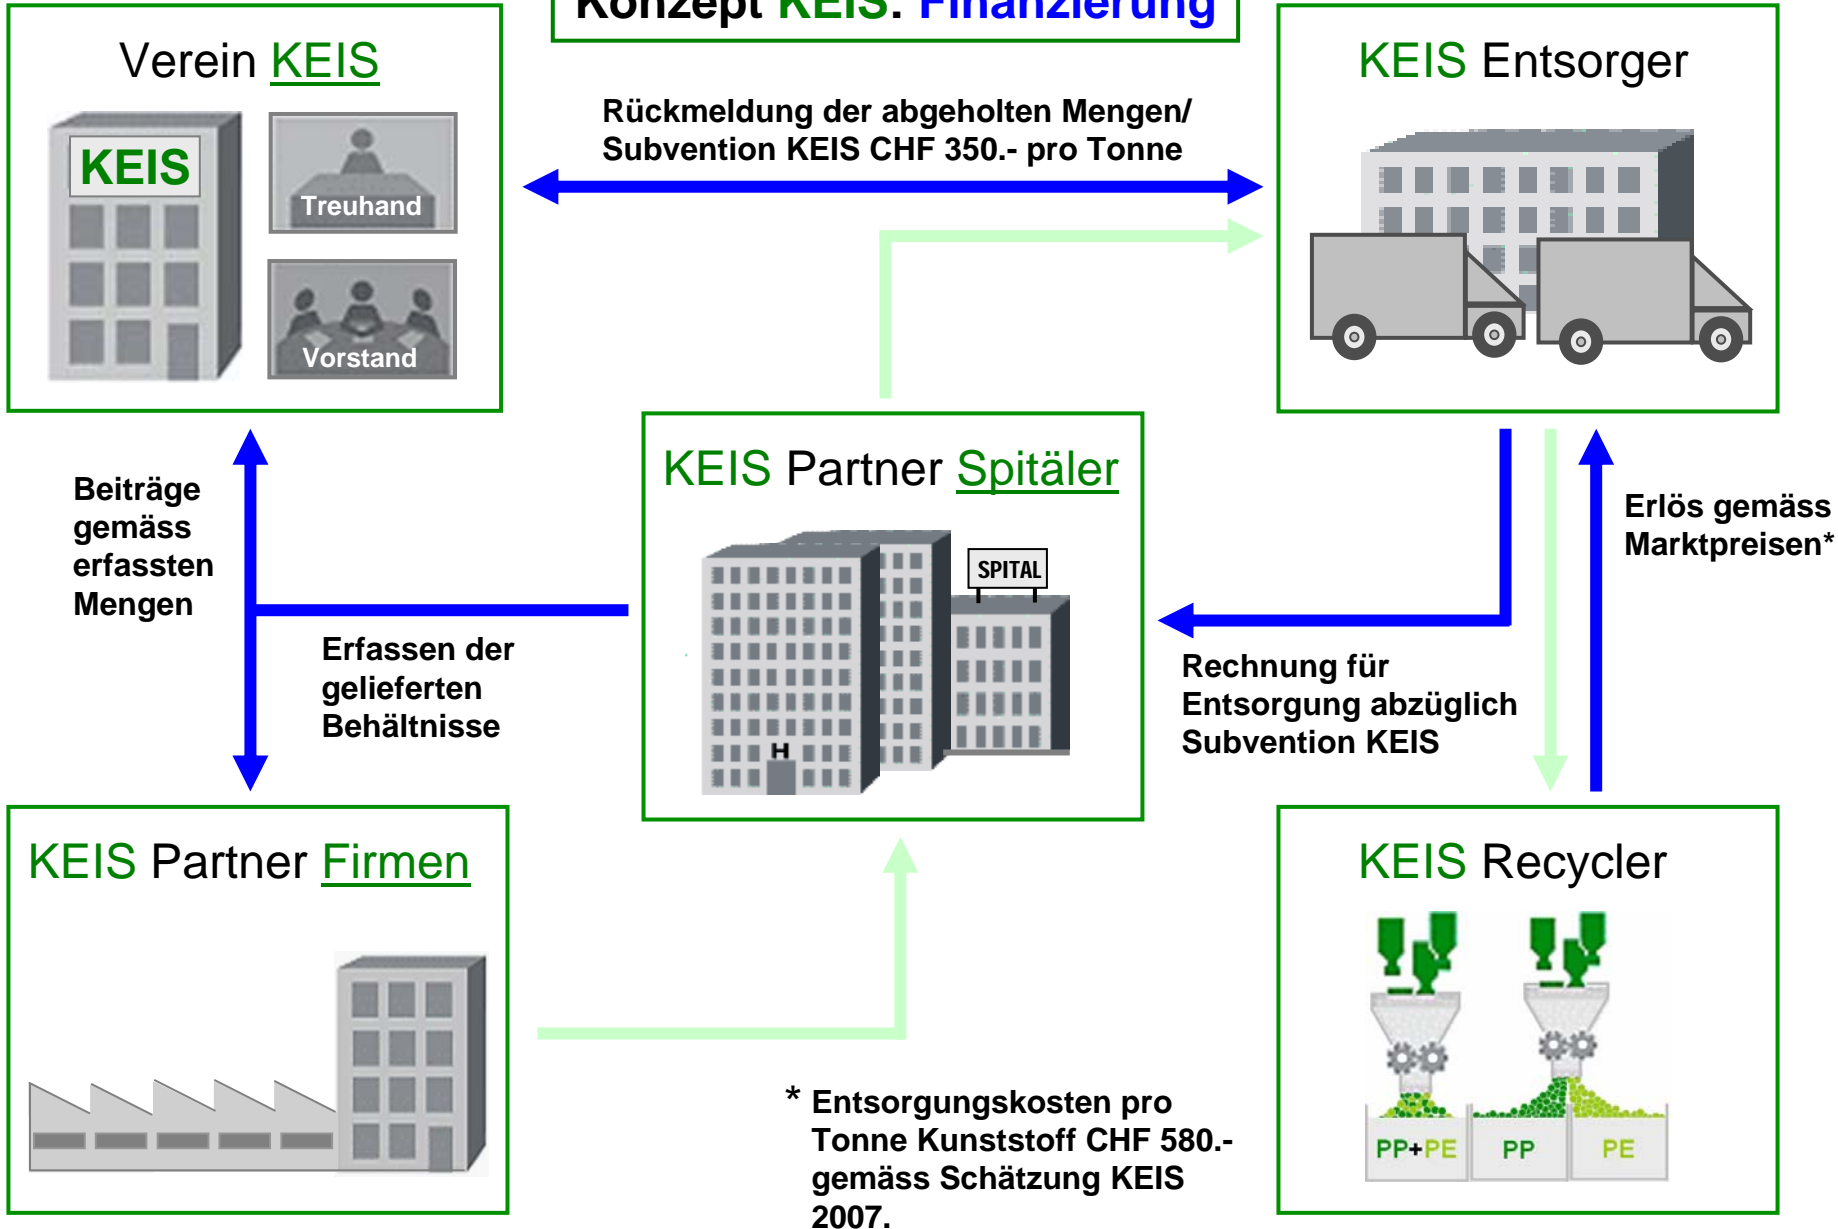 Konzept KEIS: Finanzierung
Verein KEIS
KEIS
Treuhand
Vorstand
Rückmeldung der abgeholten Mengen/
Subvention KEIS CHF 350.- pro Tonne
KEIS Entsorger
Beiträge
gemäss
erfassten
Mengen
Erfassen der
gelieferten
Behältnisse
KEIS Partner Spitäler
SPITAL
H
Rechnung für
Entsorgung abzüglich
Subvention KEIS
Erlös gemäss
Marktpreisen*
KEIS Partner Firmen
* Entsorgungskosten pro
Tonne Kunststoff CHF 580.-
gemäss Schätzung KEIS
2007.
KEIS Recycler
PP+PE
PP
PE